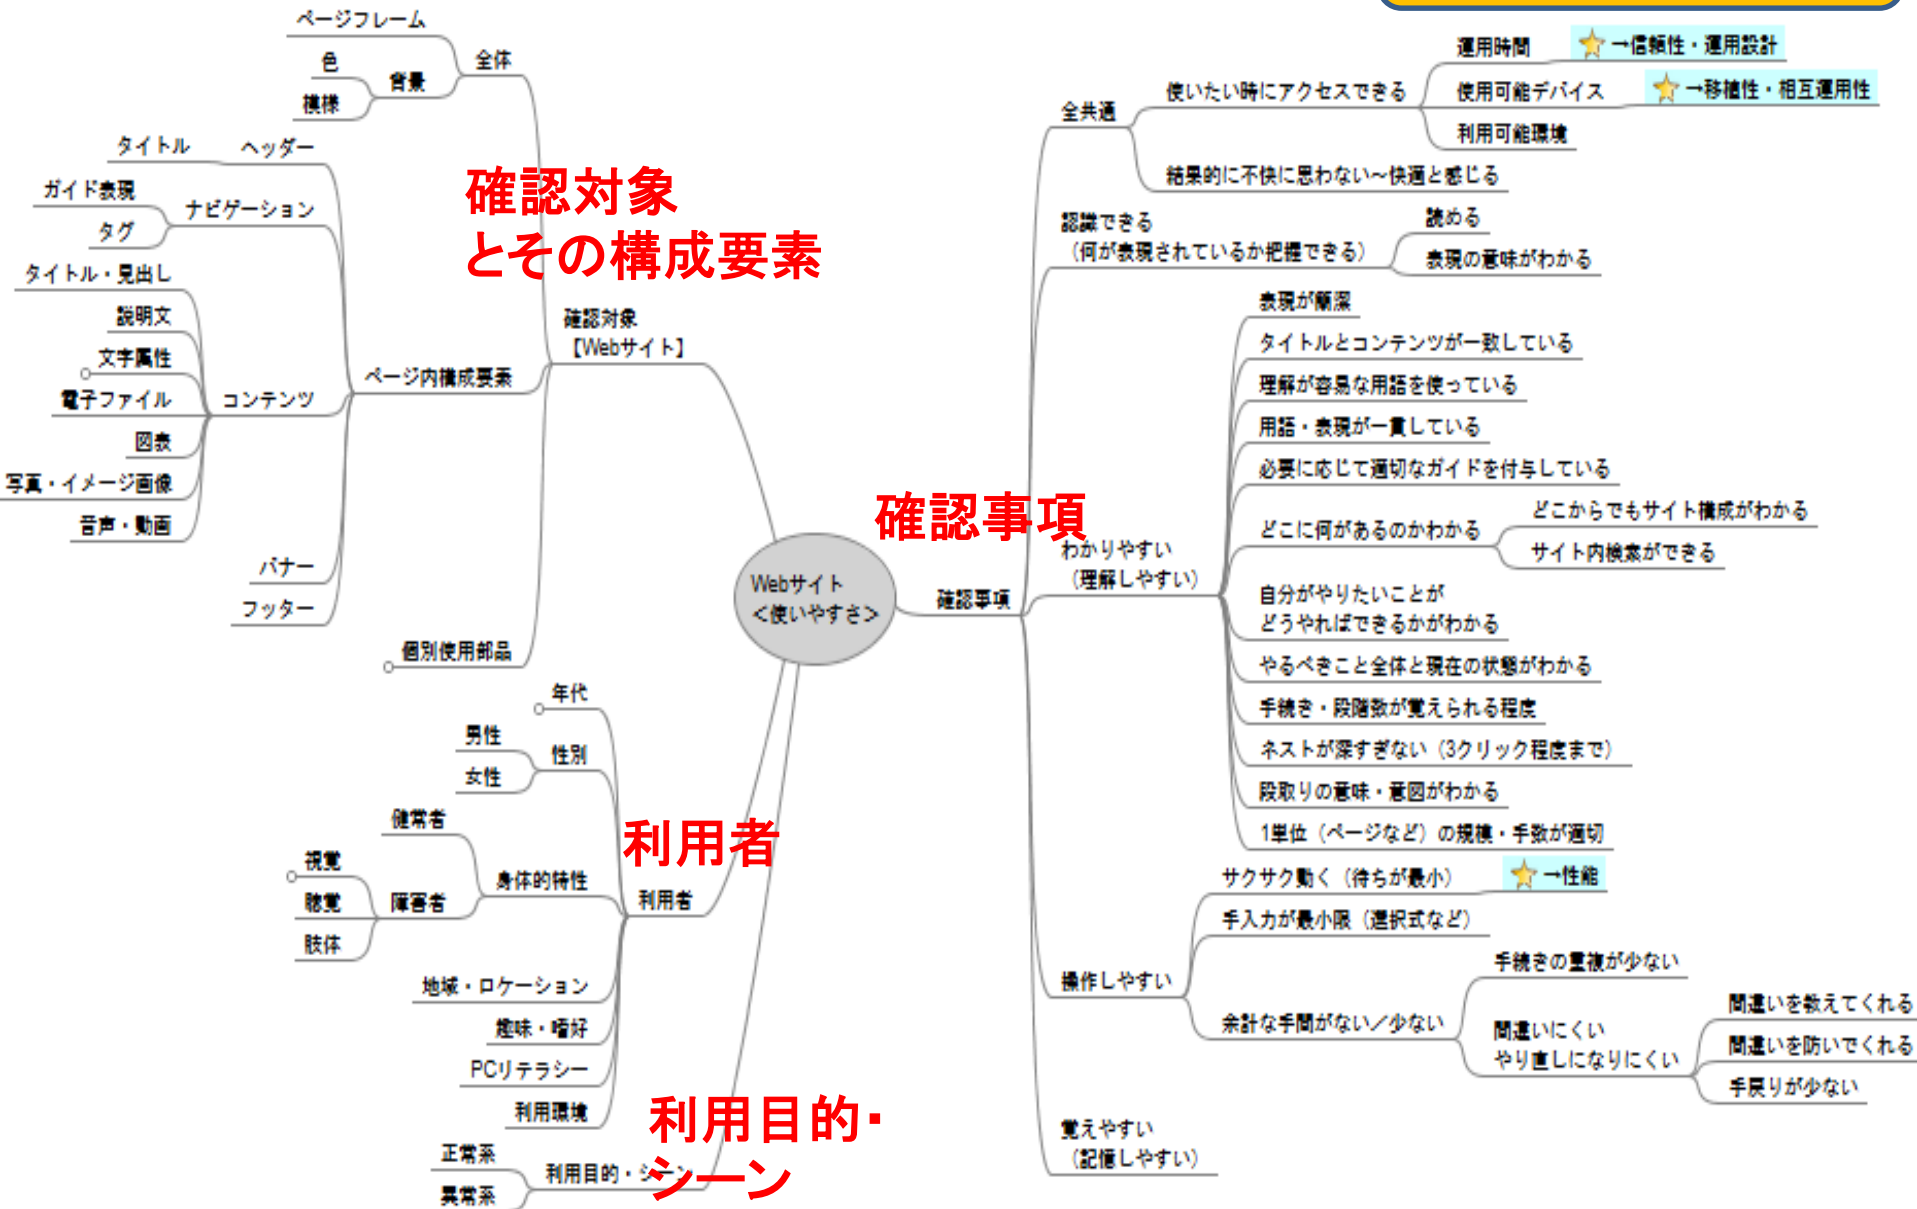 ページフレーム
色
背景
模様
全体
タイトル
ヘッダー
ガイド表現
ナビゲーション
タグ
タイトル・見出し
説明文
文字属性
電子ファイル
コンテンツ
図表
写真・イメージ画像
音声・動画
ページ内構成要素
バナー
フッター
個別使用部品
確認対象
とその構成要素
確認対象
【Webサイト】
Webサイト
<使いやすさ>
年代
男性
性別
女性
健常者
視覚
身体的特性
聴覚
障害者
肢体
利用者
利用者
地域・ロケーション
趣味・嗜好
PCリテラシー
利用環境
利用目的・
シーン
正常系
利用目的・シーン
異常系
確認事項
確認事項
全共通
使いたい時にアクセスできる
運用時間
→信頼性・運用設計
使用可能デバイス
→移植性・相互運用性
利用可能環境
結果的に不快に思わない～快適と感じる
認識できる
(何が表現されているか把握できる)
読める
表現の意味がわかる
わかりやすい
(理解しやすい)
表現が簡潔
タイトルとコンテンツが一致している
理解が容易な用語を使っている
用語・表現が一貫している
必要に応じて適切なガイドを付与している
どこに何があるのかわかる
どこからでもサイト構成がわかる
サイト内検索ができる
自分がやりたいことが
どうやればできるかがわかる
やるべきこと全体と現在の状態がわかる
手続き・段階数が覚えられる程度
ネストが深すぎない(3クリック程度まで)
段取りの意味・意図がわかる
1単位(ページなど)の規模・手数が適切
操作しやすい
サクサク動く(待ちが最小)
→性能
手入力が最小限(選択式など)
余計な手間がない／少ない
手続きの重複が少ない
間違いにくい
やり直しになりにくい
間違いを教えてくれる
間違いを防いでくれる
手戻りが少ない
覚えやすい
(記憶しやすい)